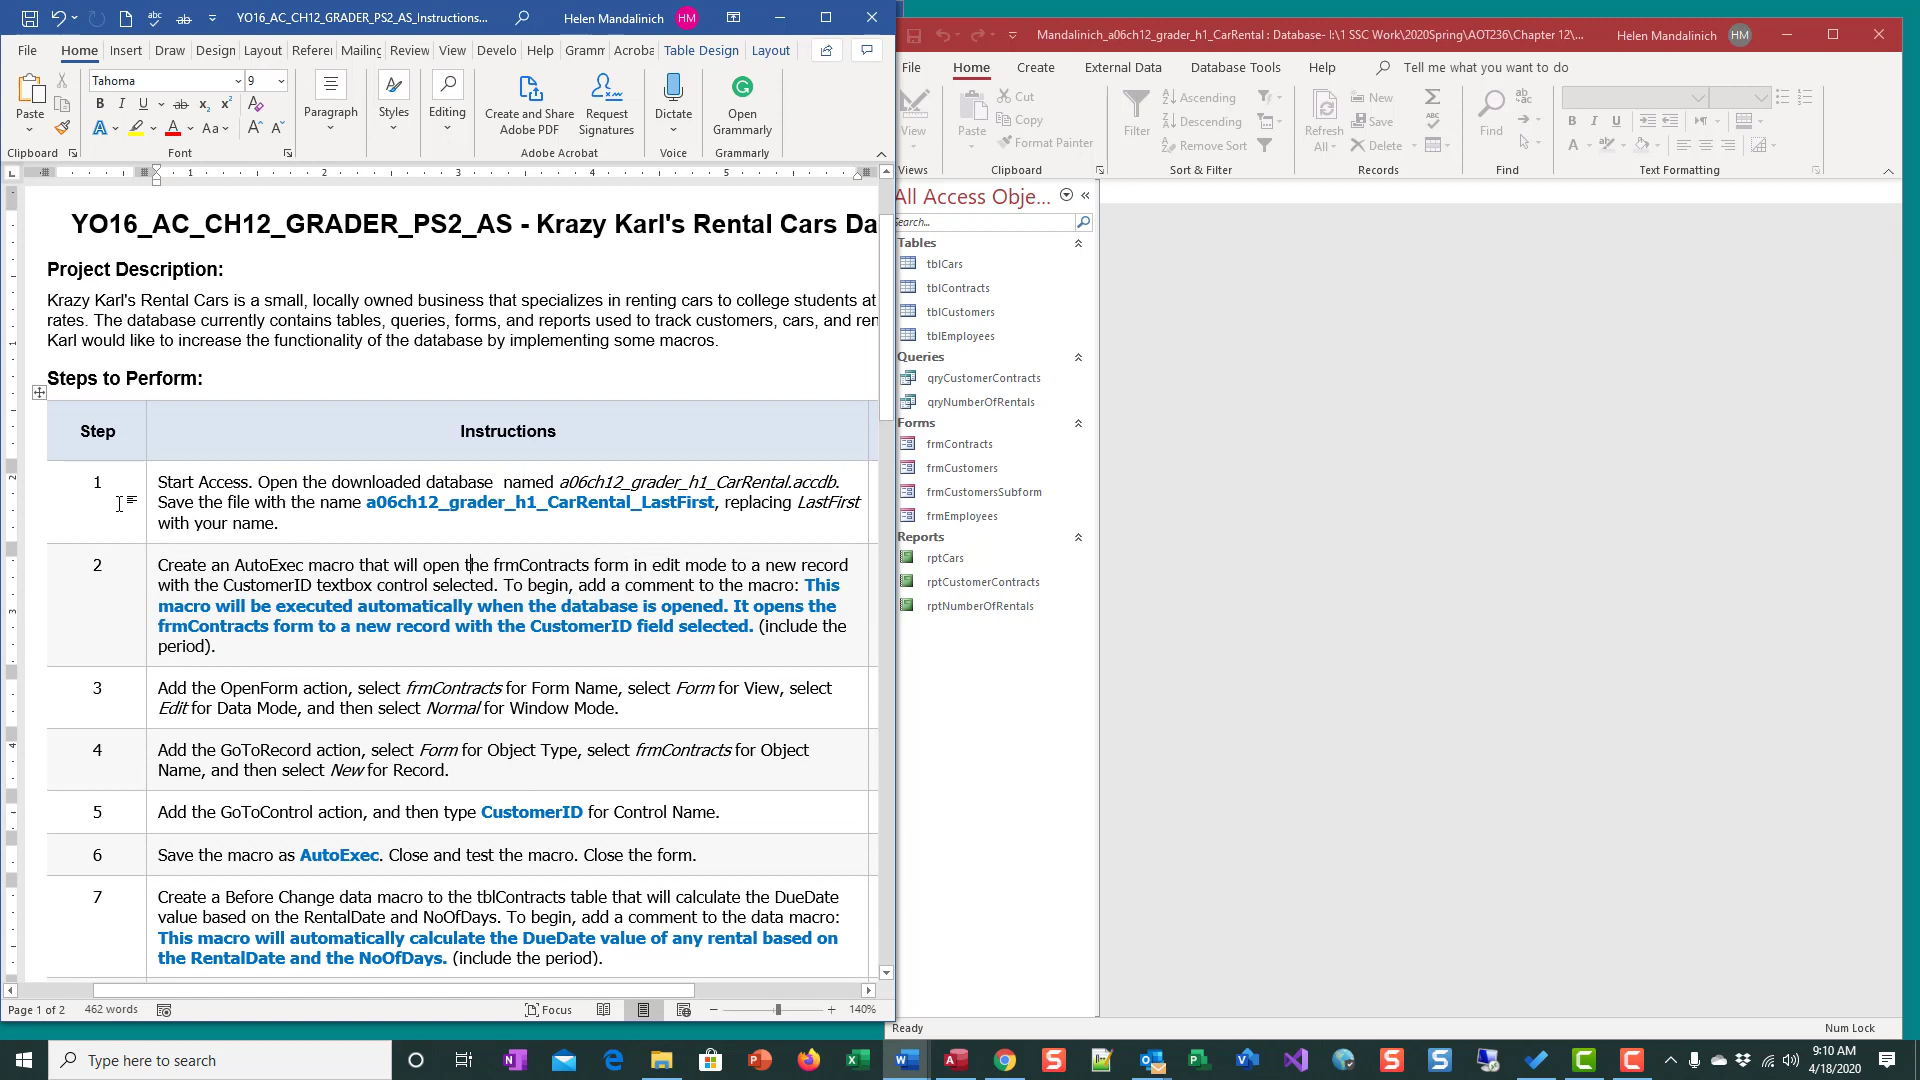 YO16_AC_CH12_GRADER_PS2_AS_Instructions...
Helen Mandalinich
HM
File Home Insert Draw Design Layout Referen Mailing Review View Develo Help Gramm Acroba Table Design Layout
Tahoma
9
Paste
Paragraph
Styles
Editing
Create and Share
Adobe PDF
Request
Signatures
Dictate
Open
Grammarly
Clipboard
Font
Adobe Acrobat
Voice
Grammarly
YO16_AC_CH12_GRADER_PS2_AS - Krazy Karl's Rental Cars Da
Project Description:
Krazy Karl's Rental Cars is a small, locally owned business that specializes in renting cars to college students at
rates. The database currently contains tables, queries, forms, and reports used to track customers, cars, and ren
Karl would like to increase the functionality of the database by implementing some macros.
Steps to Perform:
Step
Instructions
1
Start Access. Open the downloaded database named a06ch12_grader_h1_CarRental.accdb.
Save the file with the name a06ch12_grader_h1_CarRental_LastFirst, replacing LastFirst
with your name.
2
Create an AutoExec macro that will open the frmContracts form in edit mode to a new record
with the CustomerID textbox control selected. To begin, add a comment to the macro: This
macro will be executed automatically when the database is opened. It opens the
frmContracts form to a new record with the CustomerID field selected. (include the
period).
3
Add the OpenForm action, select frmContracts for Form Name, select Form for View, select
Edit for Data Mode, and then select Normal for Window Mode.
4
Add the GoToRecord action, select Form for Object Type, select frmContracts for Object
Name, and then select New for Record.
5
Add the GoToControl action, and then type CustomerID for Control Name.
6
Save the macro as AutoExec. Close and test the macro. Close the form.
7
Create a Before Change data macro to the tblContracts table that will calculate the DueDate
value based on the RentalDate and NoOfDays. To begin, add a comment to the data macro:
This macro will automatically calculate the DueDate value of any rental based on
the RentalDate and the NoOfDays. (include the period).
Page 1 of 2
462 words
Focus
140%
Mandalinich_a06ch12_grader_h1_CarRental : Database- I:\1 SSC Work\2020Spring\AOT236\Chapter 12\...
Helen Mandalinich
HM
File Home Create External Data Database Tools Help Tell me what you want to do
View
Paste
Cut
Copy
Format Painter
Filter
Ascending
Descending
Remove Sort
Refresh
All
New
Save
Delete
Find
Views
Clipboard
Sort & Filter
Records
Find
Text Formatting
All Access Obje...
Search...
Tables
tblCars
tblContracts
tblCustomers
tblEmployees
Queries
qryCustomerContracts
qryNumberOfRentals
Forms
frmContracts
frmCustomers
frmCustomersSubform
frmEmployees
Reports
rptCars
rptCustomerContracts
rptNumberOfRentals
Ready
Num Lock
Type here to search
9:10 AM
4/18/2020